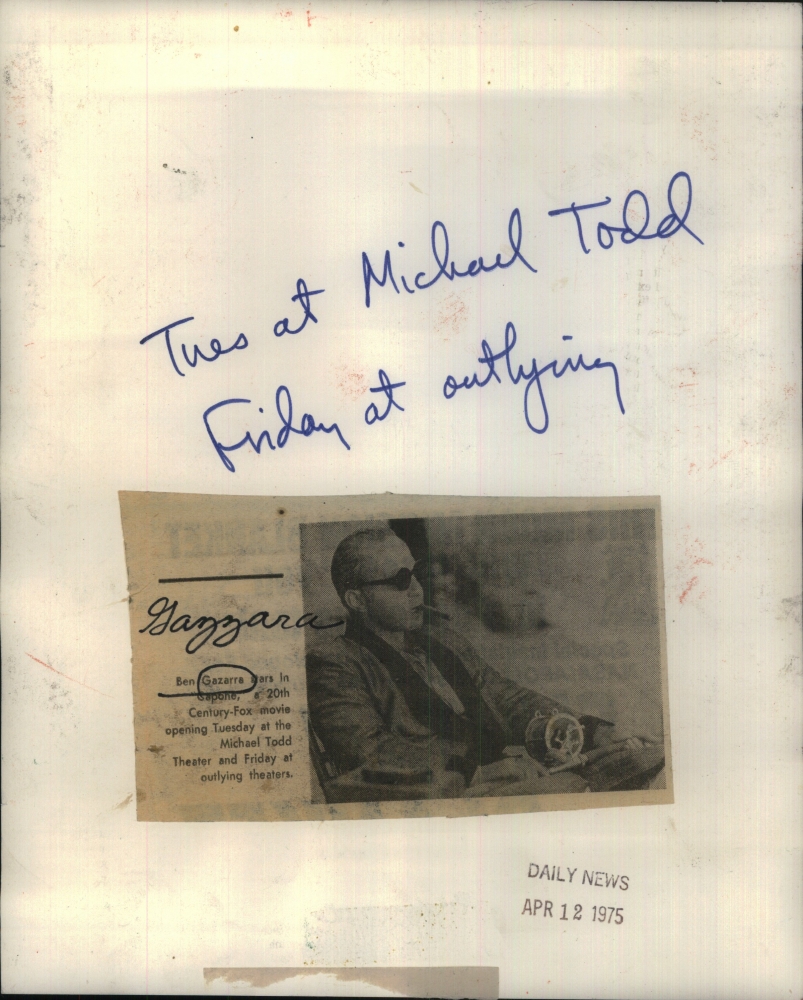 Tues at Michael Todd
Friday at outlying
Gazzara
Ben Gazarra stars in
"Capone," a 20th
Century-Fox movie
opening Tuesday at the
Michael Todd
Theater and Friday at
outlying theaters.
DAILY NEWS
APR 12 1975